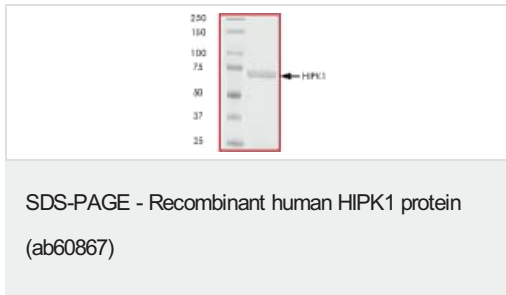 250
150
100
75
HIPK1
50
37
25
SDS-PAGE - Recombinant human HIPK1 protein
(ab60867)